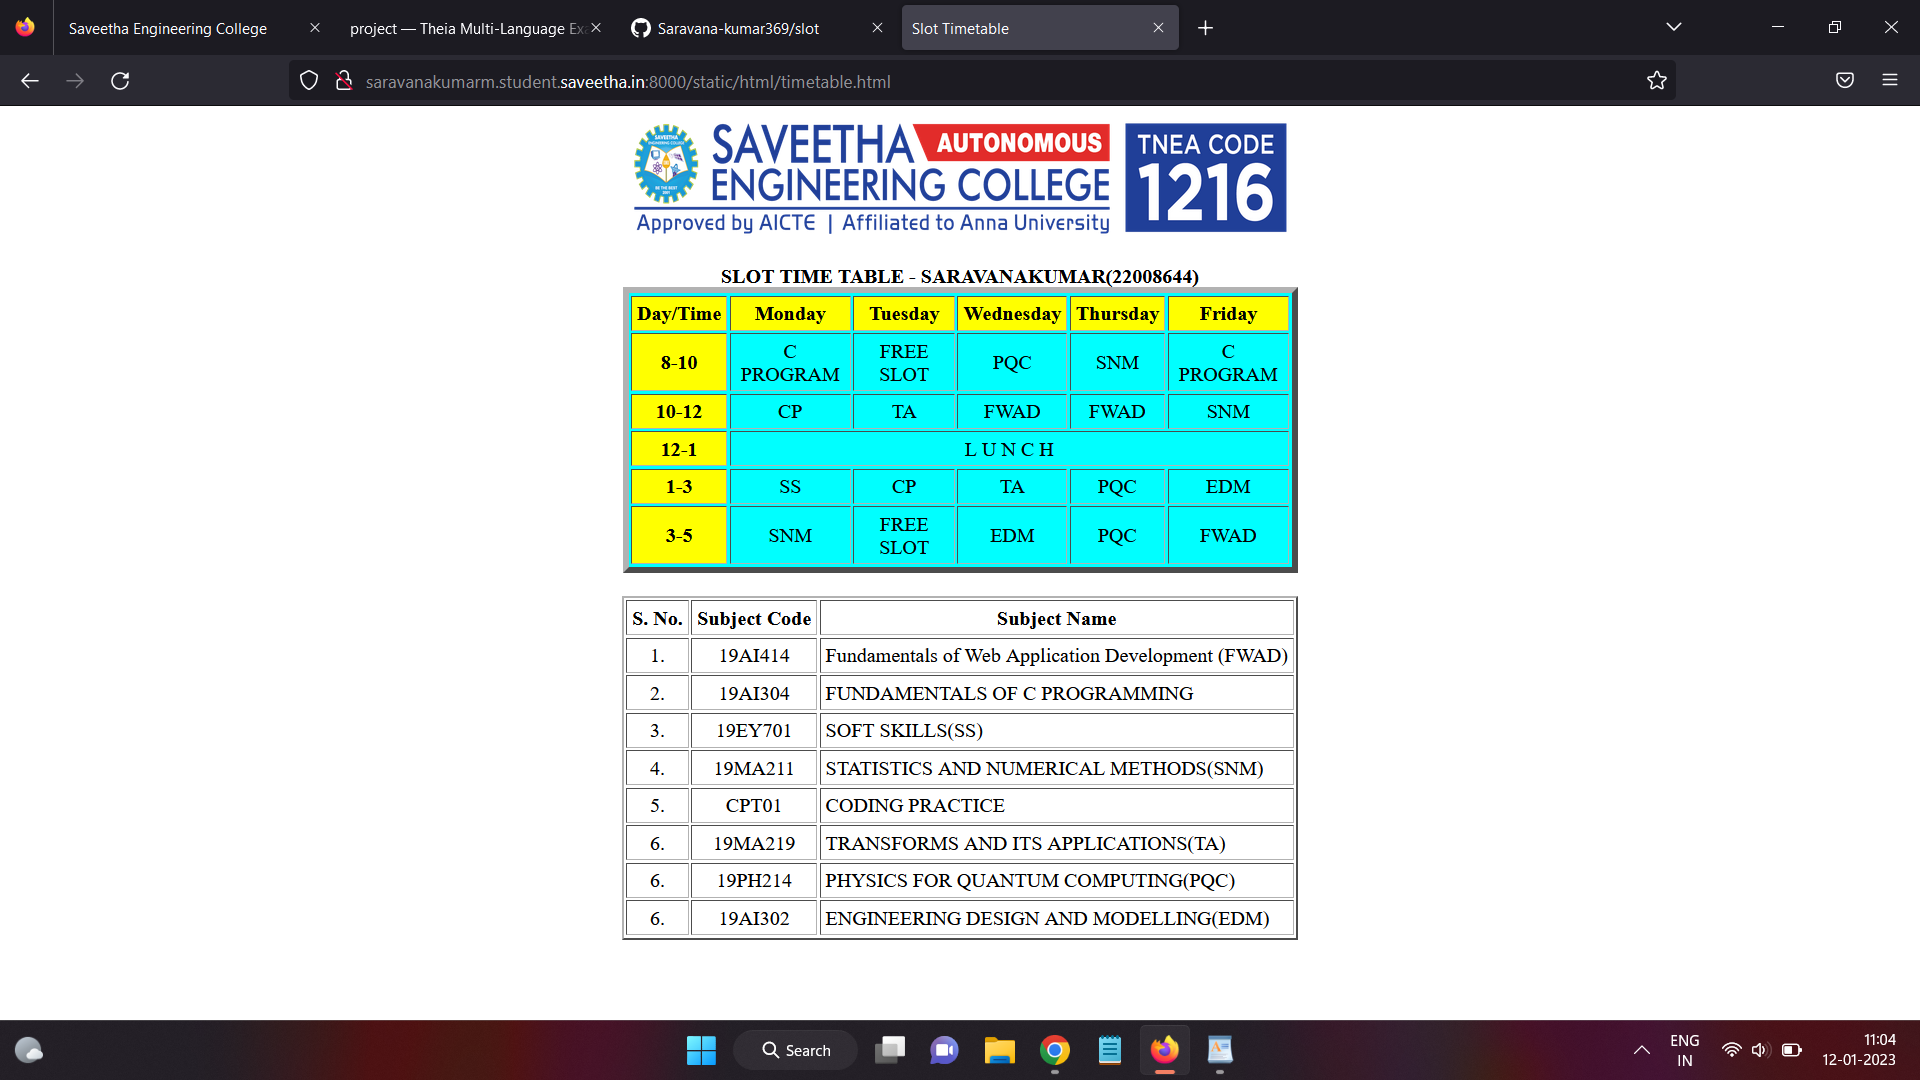 Saveetha Engineering College
project — Theia Multi-Language Ex
Saravana-kumar369/slot
Slot Timetable
saravanakumarm.student.saveetha.in:8000/static/html/timetable.html
SAVEETHA AUTONOMOUS
ENGINEERING COLLEGE
Approved by AICTE | Affiliated to Anna University
TNEA CODE
1216
SAVEETHA
ENGINEERING COLLEGE
BE THE BEST
2001
SLOT TIME TABLE - SARAVANAKUMAR(22008644)
Day/Time Monday Tuesday Wednesday Thursday Friday
8-10 C PROGRAM FREE SLOT PQC SNM C PROGRAM
10-12 CP TA FWAD FWAD SNM
12-1 L U N C H
1-3 SS CP TA PQC EDM
3-5 SNM FREE SLOT EDM PQC FWAD
S. No. Subject Code Subject Name
1. 19AI414 Fundamentals of Web Application Development (FWAD)
2. 19AI304 FUNDAMENTALS OF C PROGRAMMING
3. 19EY701 SOFT SKILLS(SS)
4. 19MA211 STATISTICS AND NUMERICAL METHODS(SNM)
5. CPT01 CODING PRACTICE
6. 19MA219 TRANSFORMS AND ITS APPLICATIONS(TA)
6. 19PH214 PHYSICS FOR QUANTUM COMPUTING(PQC)
6. 19AI302 ENGINEERING DESIGN AND MODELLING(EDM)
Search
ENG
IN
11:04
12-01-2023